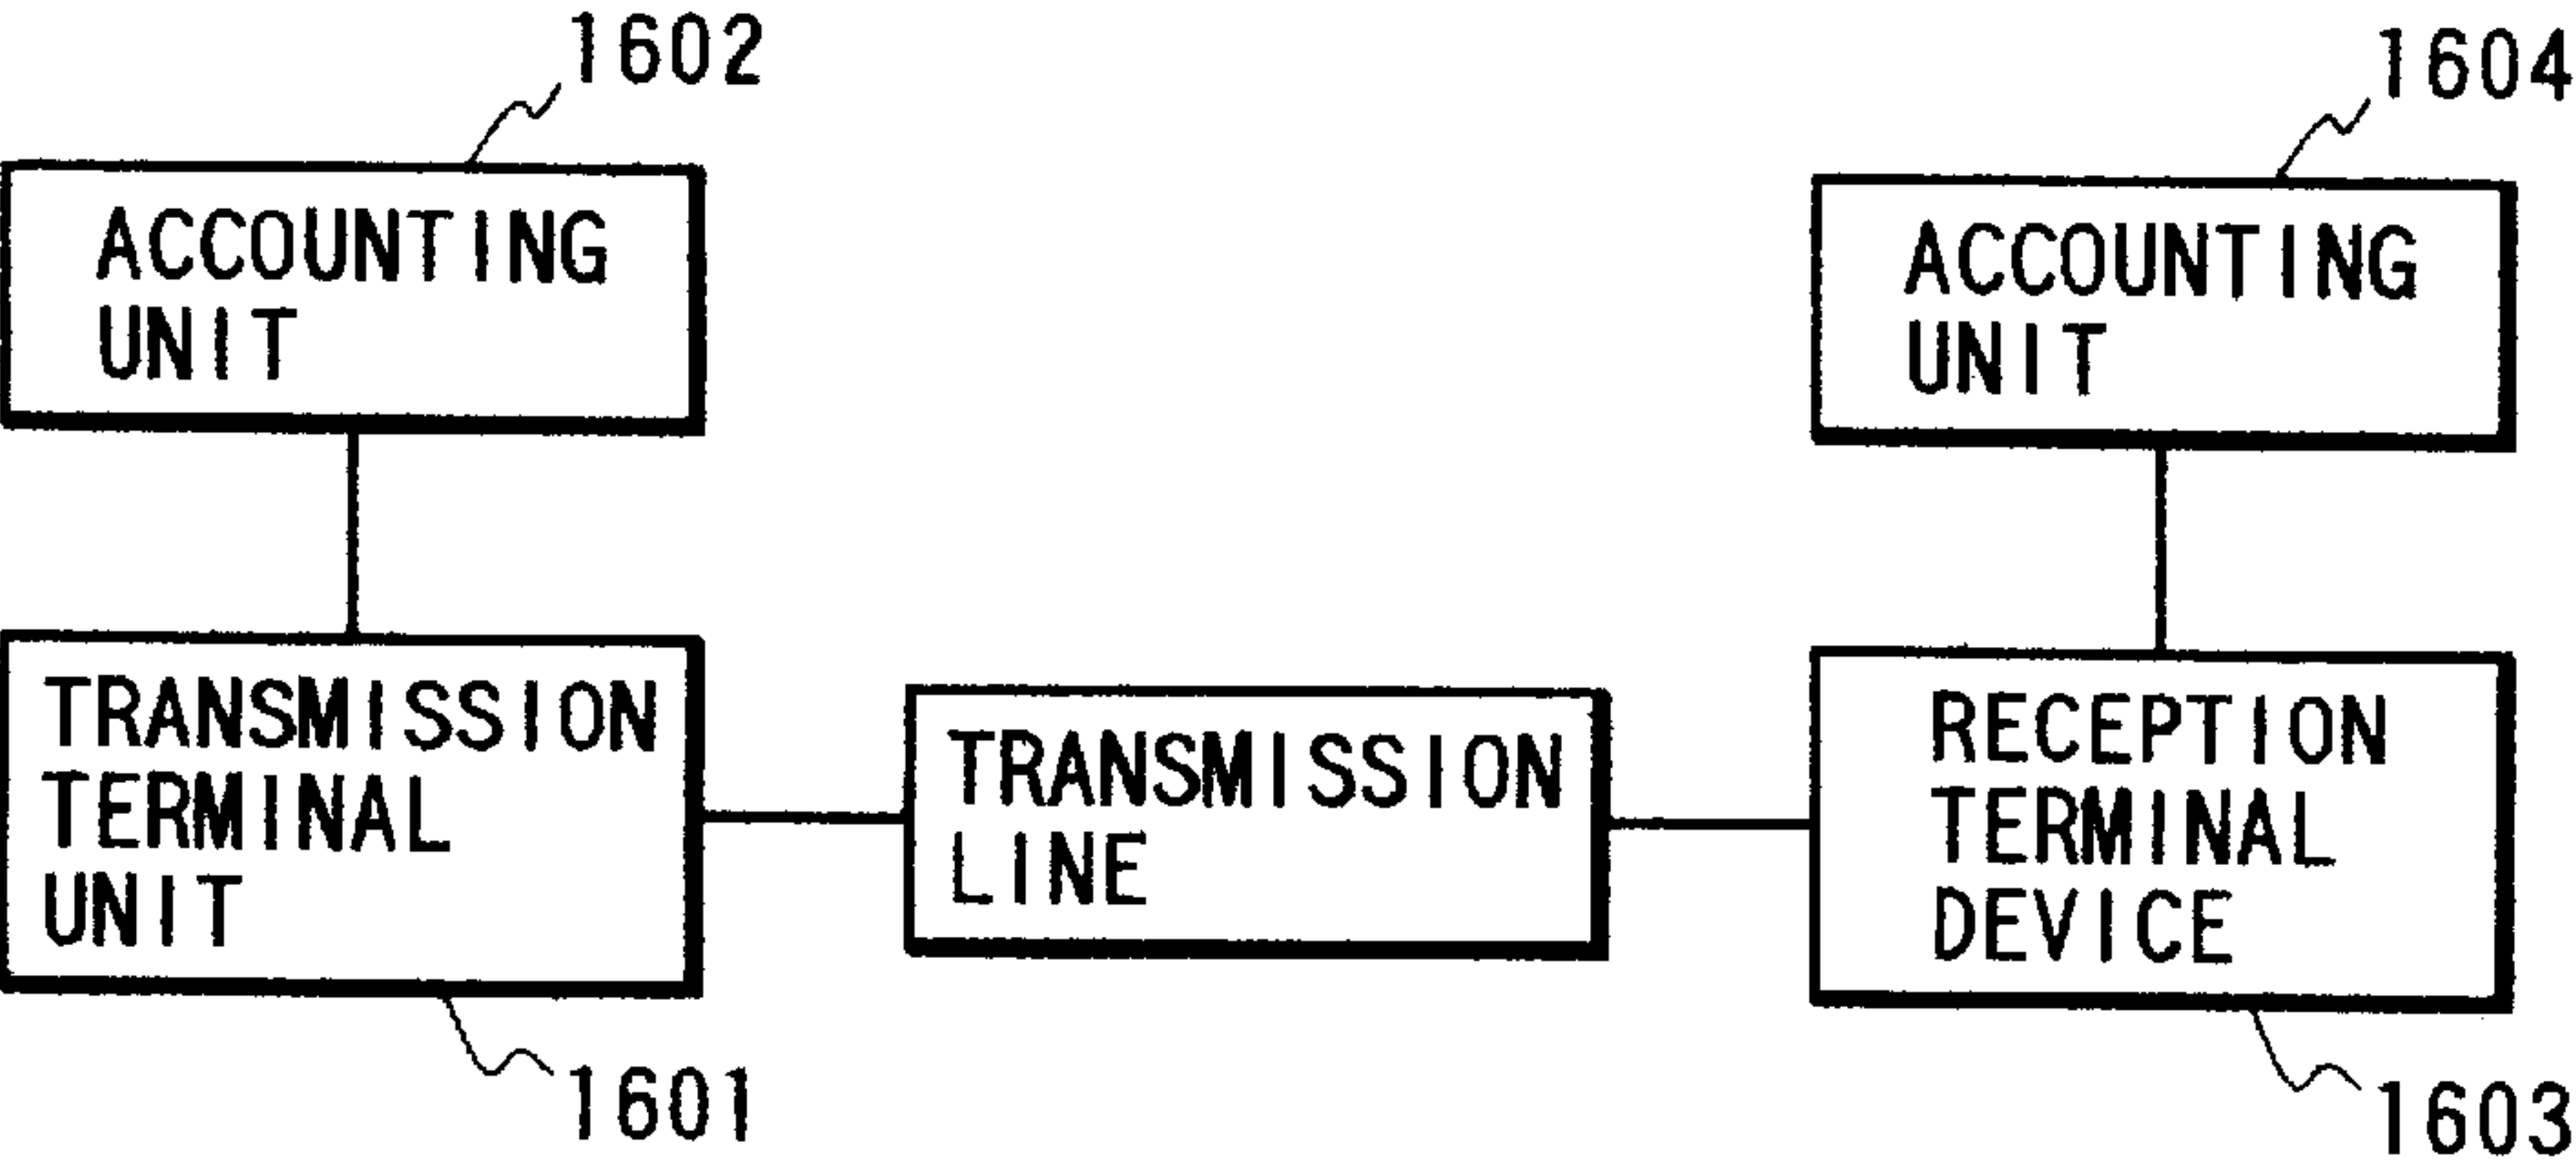 1602
ACCOUNTING
UNIT
1604
ACCOUNTING
UNIT
TRANSMISSION
TERMINAL
UNIT
1601
TRANSMISSION
LINE
RECEPTION
TERMINAL
DEVICE
1603